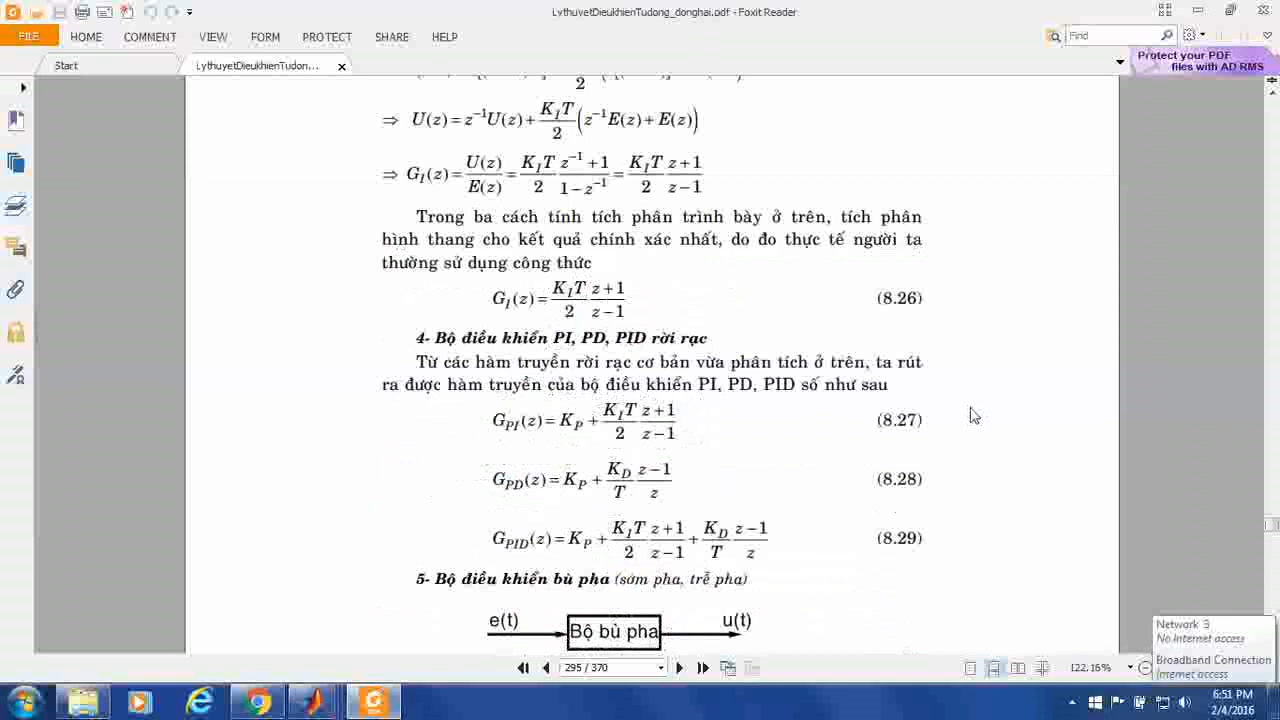 LythuyetDieukhienTudong_donghai.pdf - Foxit Reader
FILE HOME COMMENT VIEW FORM PROTECT SHARE HELP Find
Start LythuyetDieukhienTudon... Protect your PDF
files with AD RMS
2
⇒ U(z) = z⁻¹U(z) + K_I T / 2 (z⁻¹E(z) + E(z))
⇒ G_I(z) = U(z) / E(z) = K_I T / 2 (z⁻¹ + 1) / (1 − z⁻¹) = K_I T / 2 (z + 1) / (z − 1)
Trong ba cách tính tích phân trình bày ở trên, tích phân
hình thang cho kết quả chính xác nhất, do đo thực tế người ta
thường sử dụng công thức
G_I(z) = K_I T / 2 (z + 1) / (z − 1) (8.26)
4- Bộ điều khiển PI, PD, PID rời rạc
Từ các hàm truyền rời rạc cơ bản vừa phân tích ở trên, ta rút
ra được hàm truyền của bộ điều khiển PI, PD, PID số như sau
G_PI(z) = K_P + K_I T / 2 (z + 1) / (z − 1) (8.27)
G_PD(z) = K_P + K_D / T (z − 1) / z (8.28)
G_PID(z) = K_P + K_I T / 2 (z + 1) / (z − 1) + K_D / T (z − 1) / z (8.29)
5- Bộ điều khiển bù pha (sớm pha, trễ pha)
e(t) Bộ bù pha u(t)
Network 3
No Internet access
Broadband Connection
Internet access
295 / 370 122.16%
6:51 PM
2/4/2016